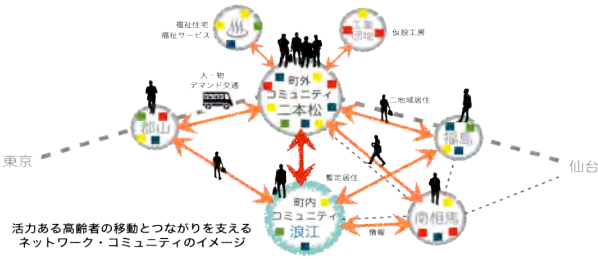 福祉住宅
福祉サービス
工業
団地
仮設工房
人・物
デマンド交通
町外
コミュニティ
二本松
二地域居住
郡山
福島
東京
仙台
暫定居住
町内
コミュニティ
浪江
南相馬
情報
活力ある高齢者の移動とつながりを支える
ネットワーク・コミュニティのイメージ